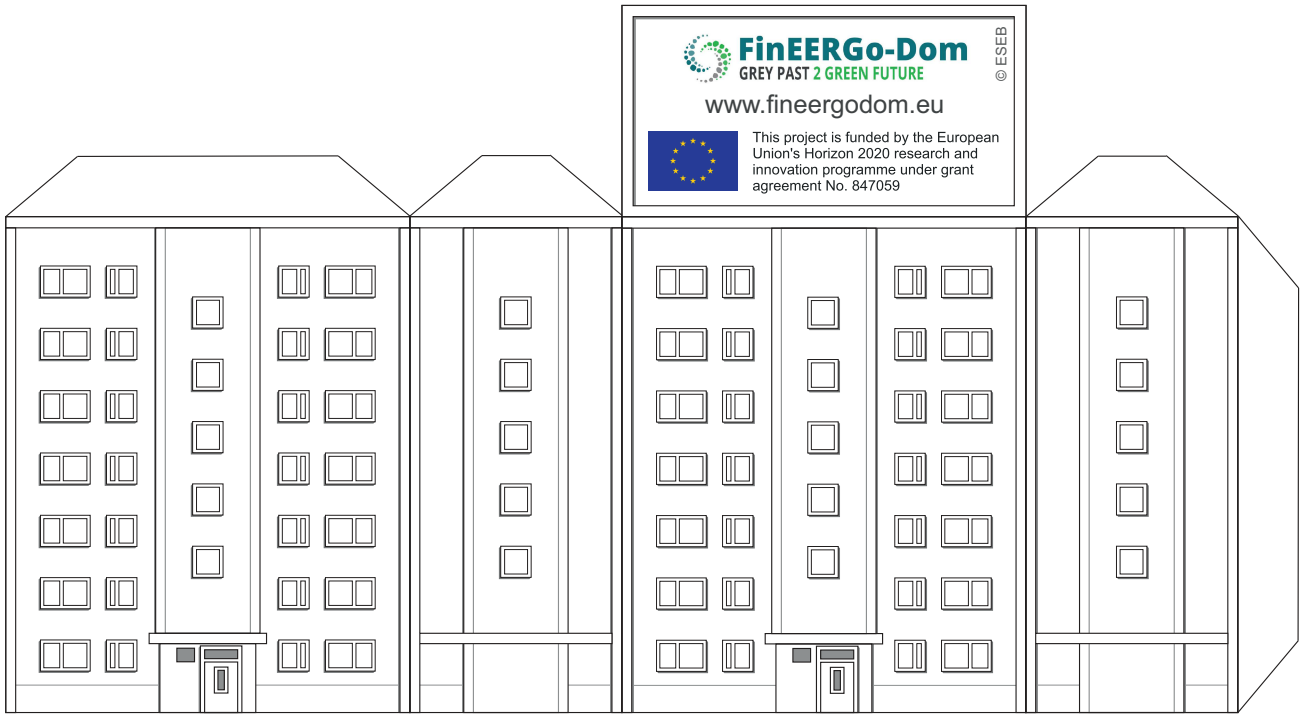 FinEERGo-Dom
GREY PAST 2 GREEN FUTURE
© ESEB
www.fineergodom.eu
This project is funded by the European
Union's Horizon 2020 research and
innovation programme under grant
agreement No. 847059